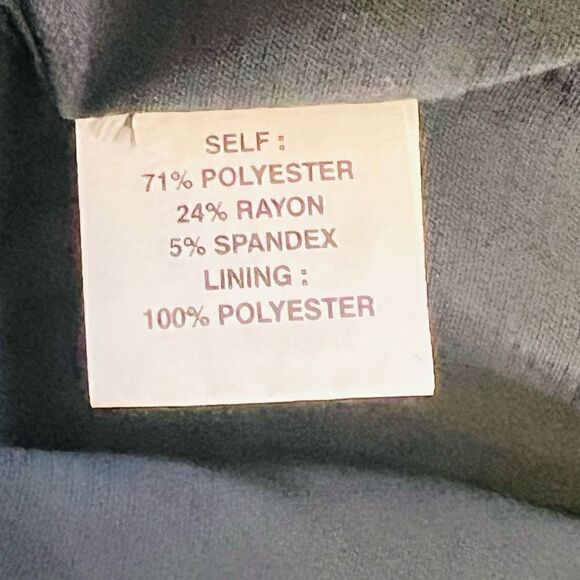 SELF :
71% POLYESTER
24% RAYON
5% SPANDEX
LINING :
100% POLYESTER